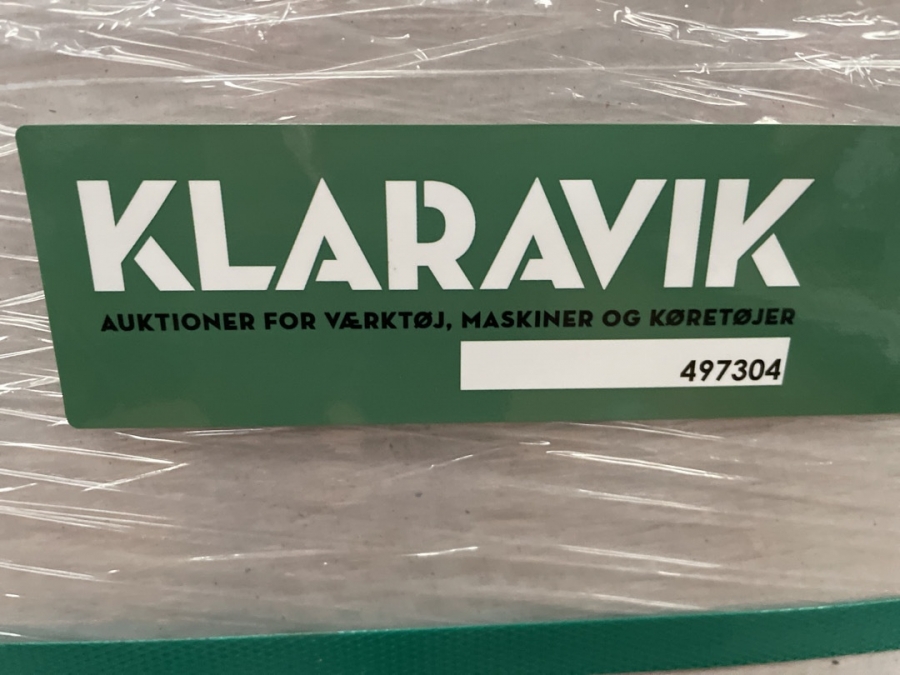 KLARAVIK
AUKTIONER FOR VÆRKTØJ, MASKINER OG KØRETØJER
497304